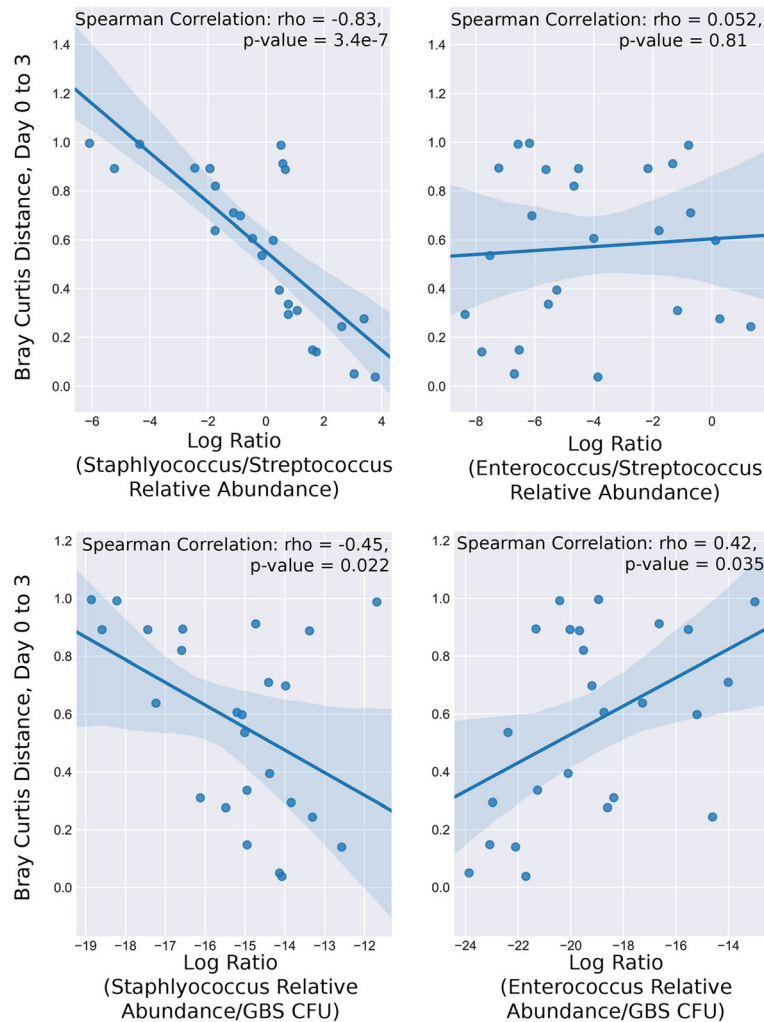 Spearman Correlation: rho = -0.83,
p-value = 3.4e-7
1.4
1.2
1.0
0.8
0.6
0.4
0.2
0.0
Bray Curtis Distance, Day 0 to 3
−6 −4 −2 0 2 4
Log Ratio
(Staphlyococcus/Streptococcus
Relative Abundance)
Spearman Correlation: rho = 0.052,
p-value = 0.81
1.4
1.2
1.0
0.8
0.6
0.4
0.2
0.0
−8 −6 −4 −2 0
Log Ratio
(Enterococcus/Streptococcus
Relative Abundance)
Spearman Correlation: rho = -0.45,
p-value = 0.022
1.2
1.0
0.8
0.6
0.4
0.2
0.0
Bray Curtis Distance, Day 0 to 3
−19 −18 −17 −16 −15 −14 −13 −12
Log Ratio
(Staphlyococcus Relative
Abundance/GBS CFU)
Spearman Correlation: rho = 0.42,
p-value = 0.035
1.2
1.0
0.8
0.6
0.4
0.2
0.0
−24 −22 −20 −18 −16 −14
Log Ratio
(Enterococcus Relative
Abundance/GBS CFU)